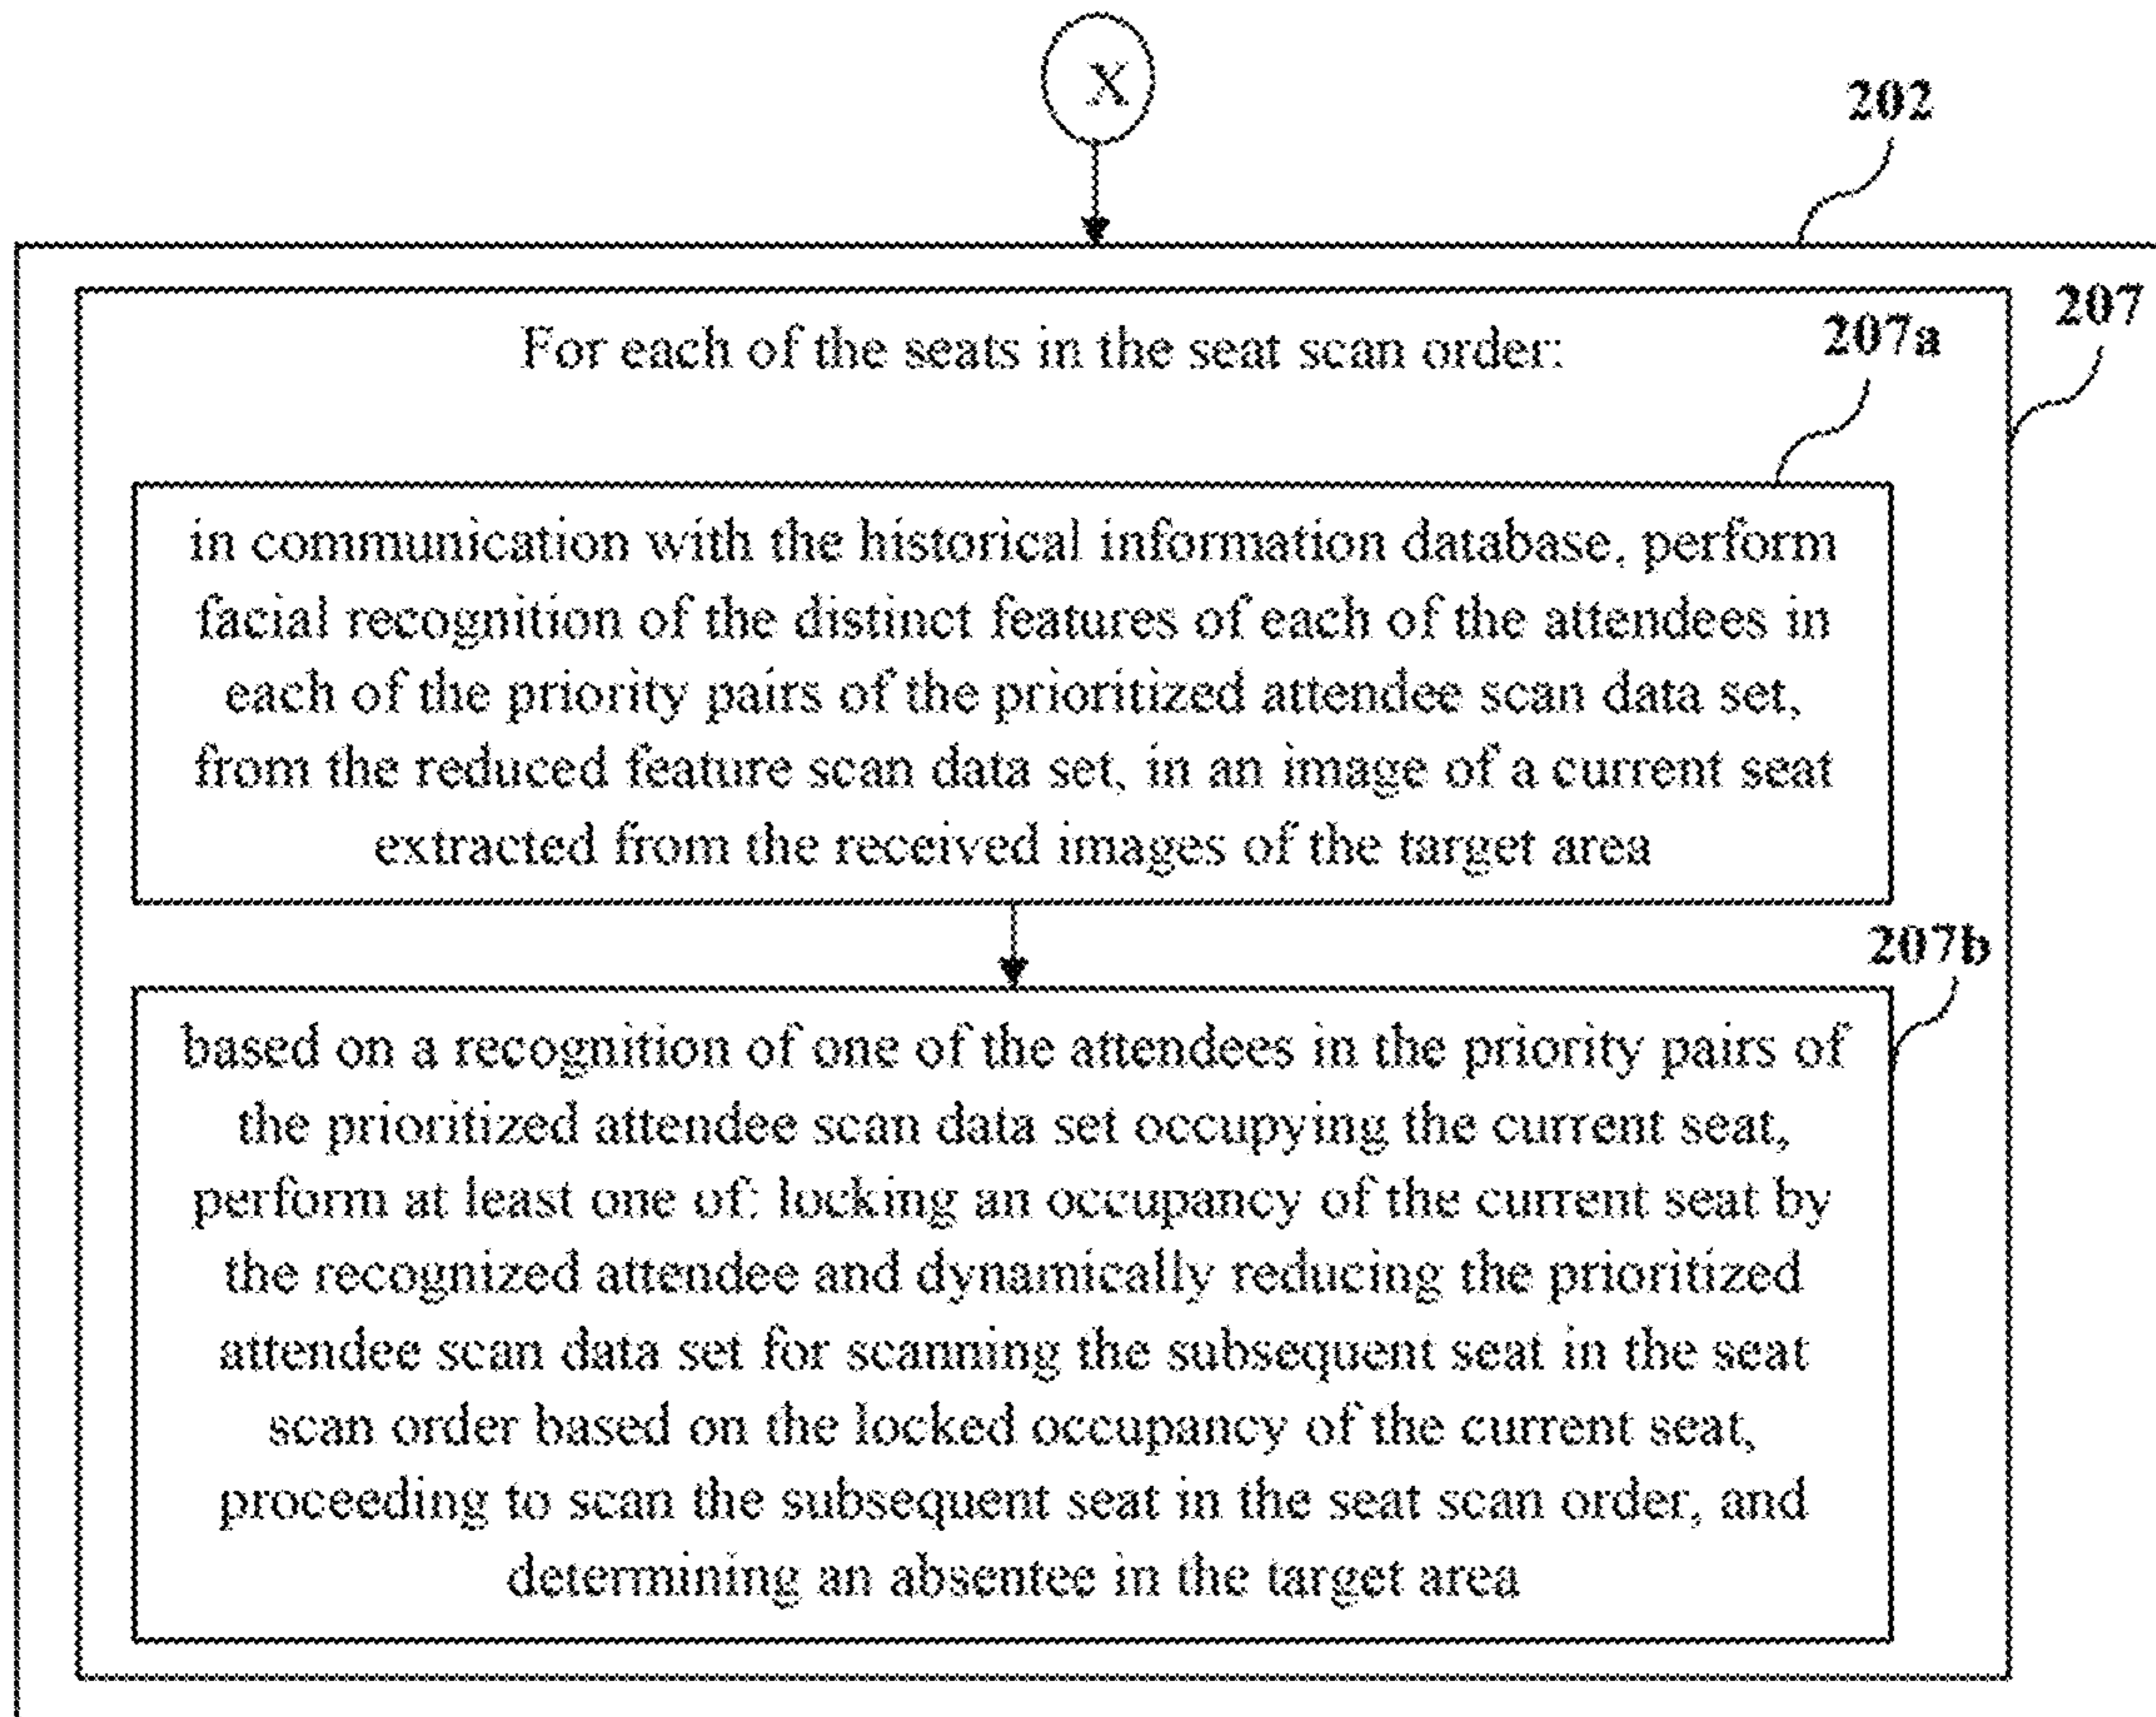 X
202
207
For each of the seats in the seat scan order:
207a
in communication with the historical information database, perform
facial recognition of the distinct features of each of the attendees in
each of the priority pairs of the prioritized attendee scan data set,
from the reduced feature scan data set, in an image of a current seat
extracted from the received images of the target area
207b
based on a recognition of one of the attendees in the priority pairs of
the prioritized attendee scan data set occupying the current seat,
perform at least one of: locking an occupancy of the current seat by
the recognized attendee and dynamically reducing the prioritized
attendee scan data set for scanning the subsequent seat in the seat
scan order based on the locked occupancy of the current seat,
proceeding to scan the subsequent seat in the seat scan order, and
determining an absentee in the target area